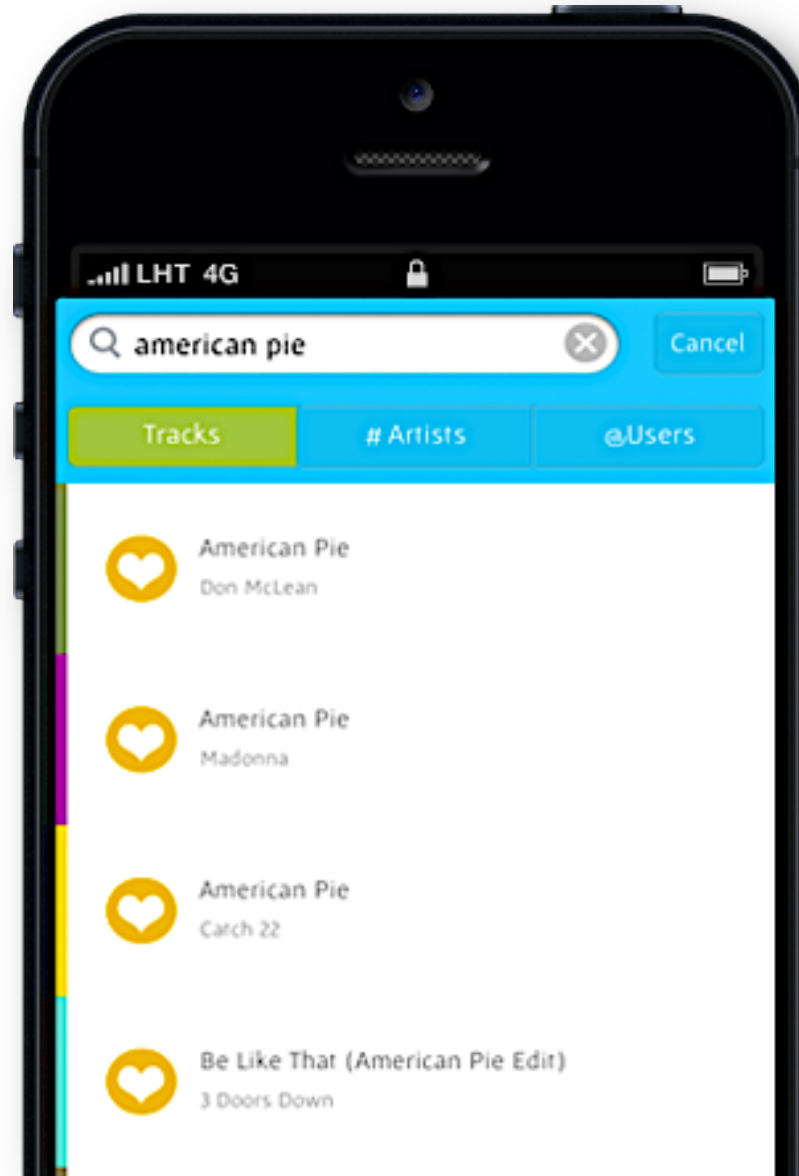 LHT 4G
american pie
Cancel
Tracks
# Artists
@Users
American Pie
Don McLean
American Pie
Madonna
American Pie
Catch 22
Be Like That (American Pie Edit)
3 Doors Down